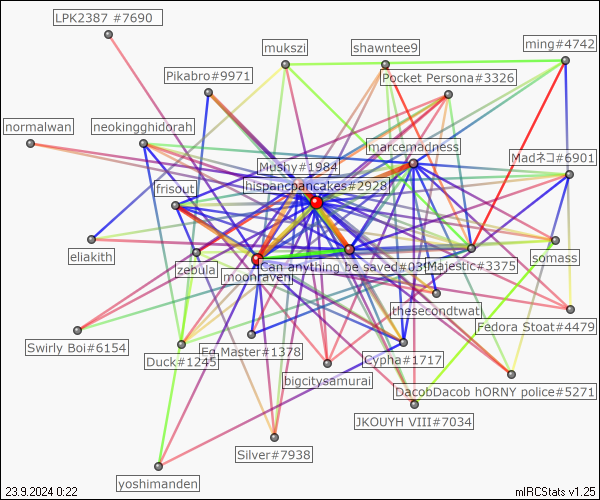 LPK2387 #7690
mukszi
shawntee9
ming#4742
Pikabro#9971
Pocket Persona#3326
normalwan
neokingghidorah
marcemadness
Madネコ#6901
Mushy#1984
hispancpancakes#2928
frisout
eliakith
zebula
moonraven
Can anything be saved#039
Majestic#3375
somass
thesecondtwat
Fedora Stoat#4479
Swirly Boi#6154
Duck#1245
Eg Master#1378
Cypha#1717
bigcitysamurai
DacobDacob hORNY police#5271
JKOUYH VIII#7034
Silver#7938
yoshimanden
23.9.2024 0:22
mIRCStats v1.25